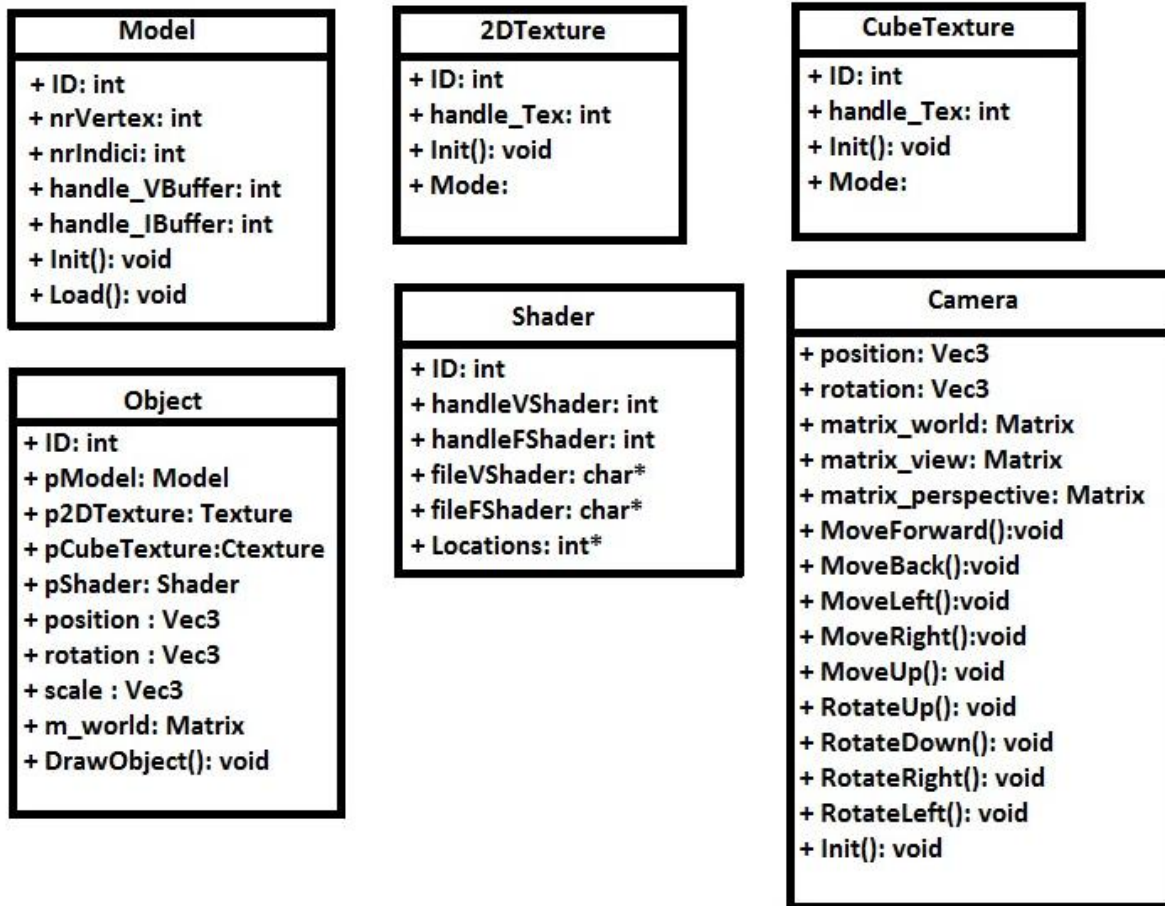 Model
+ ID: int
+ nrVertex: int
+ nrIndici: int
+ handle_VBuffer: int
+ handle_IBuffer: int
+ Init(): void
+ Load(): void
2DTexture
+ ID: int
+ handle_Tex: int
+ Init(): void
+ Mode:
CubeTexture
+ ID: int
+ handle_Tex: int
+ Init(): void
+ Mode:
Object
+ ID: int
+ pModel: Model
+ p2DTexture: Texture
+ pCubeTexture:Ctexture
+ pShader: Shader
+ position : Vec3
+ rotation : Vec3
+ scale : Vec3
+ m_world: Matrix
+ DrawObject(): void
Shader
+ ID: int
+ handleVShader: int
+ handleFShader: int
+ fileVShader: char*
+ fileFShader: char*
+ Locations: int*
Camera
+ position: Vec3
+ rotation: Vec3
+ matrix_world: Matrix
+ matrix_view: Matrix
+ matrix_perspective: Matrix
+ MoveForward():void
+ MoveBack():void
+ MoveLeft():void
+ MoveRight():void
+ MoveUp(): void
+ RotateUp(): void
+ RotateDown(): void
+ RotateRight(): void
+ RotateLeft(): void
+ Init(): void